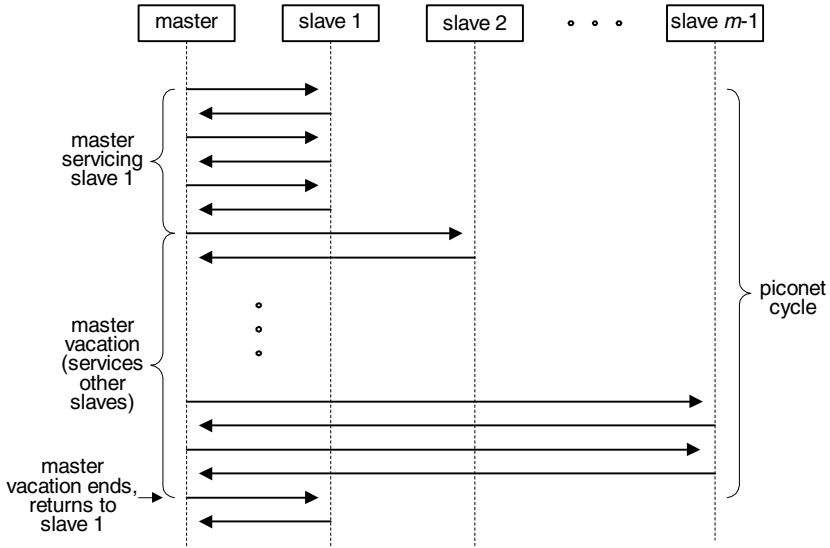 master
slave 1
slave 2
slave m-1
master
servicing
slave 1
master
vacation
(services
other
slaves)
piconet
cycle
master
vacation ends,
returns to
slave 1